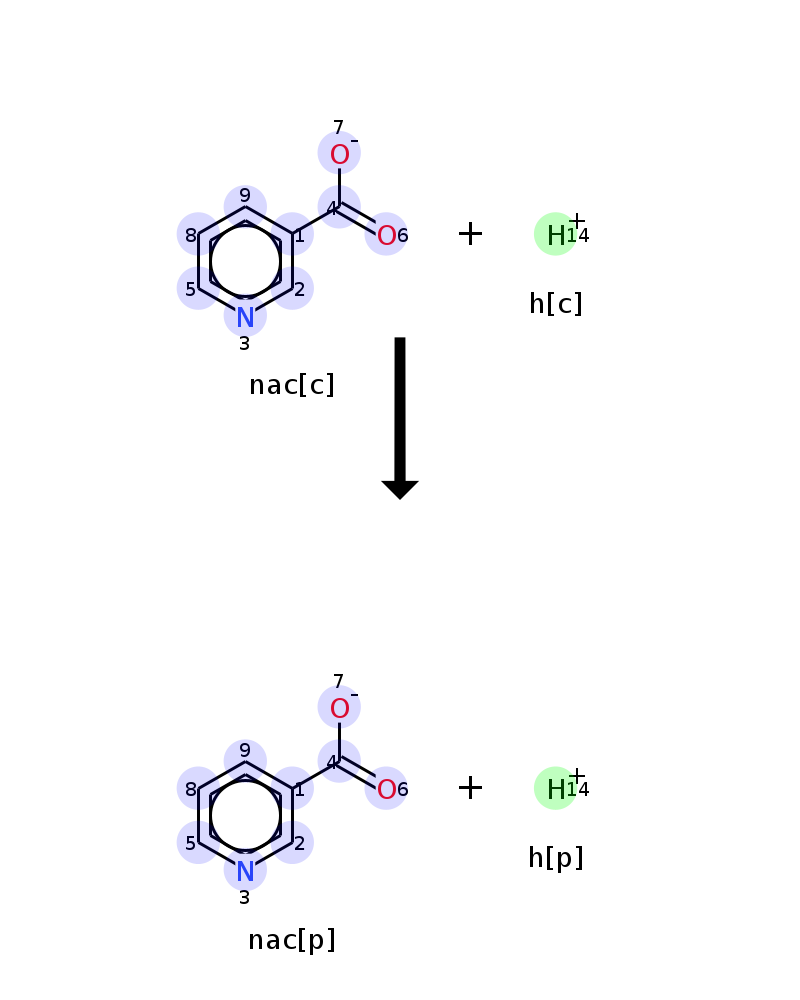 7
O-
9
8 1 4 O6 + H+14
5 2
N
3
h[c]
nac[c]
7
O-
9
8 1 4 O6 + H+14
5 2
N
3
h[p]
nac[p]